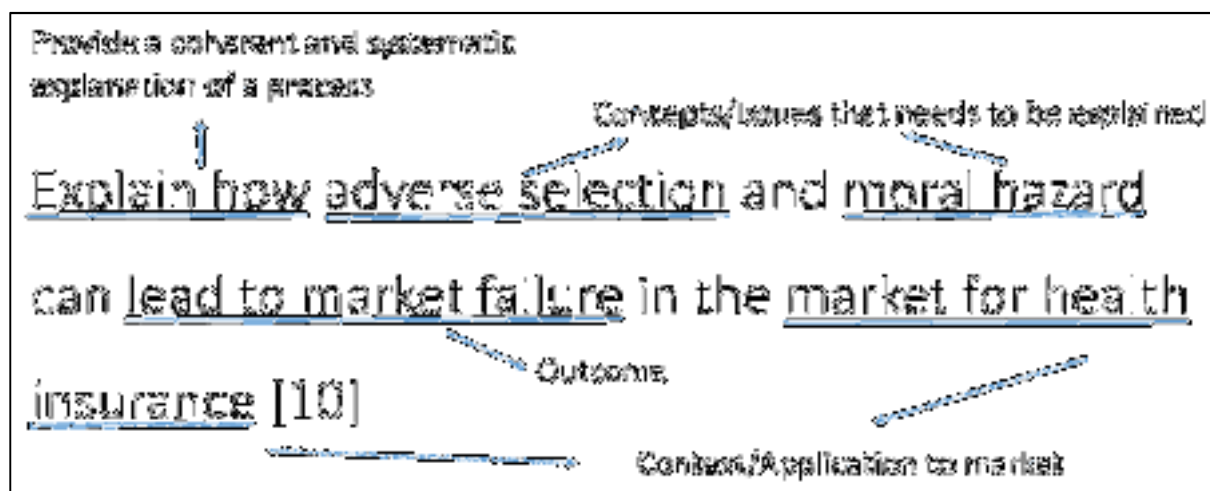 Provide a coherent and systematic
explanation of a process
Concepts/Issues that needs to be explained
Explain how adverse selection and moral hazard
can lead to market failure in the market for health
Outcome
insurance [10]
Context/Application to market